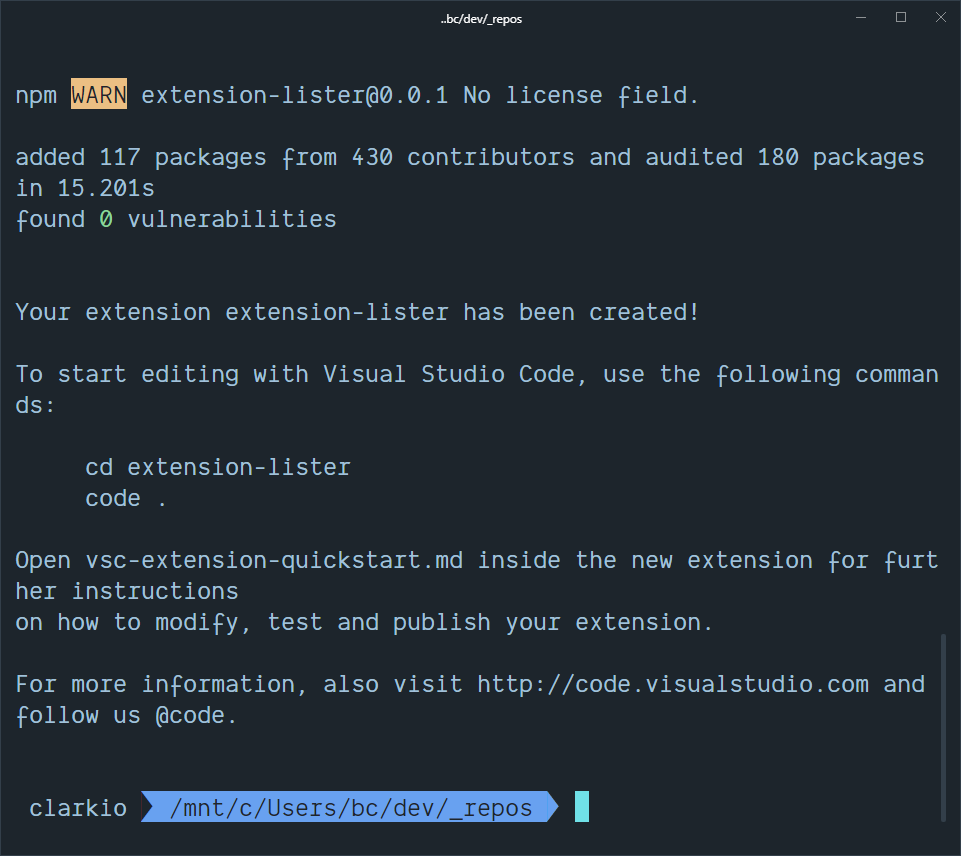 ..bc/dev/_repos
npm WARN extension-lister@0.0.1 No license field.
added 117 packages from 430 contributors and audited 180 packages
in 15.201s
found 0 vulnerabilities
Your extension extension-lister has been created!
To start editing with Visual Studio Code, use the following comman
ds:
cd extension-lister
code .
Open vsc-extension-quickstart.md inside the new extension for furt
her instructions
on how to modify, test and publish your extension.
For more information, also visit http://code.visualstudio.com and
follow us @code.
clarkio /mnt/c/Users/bc/dev/_repos